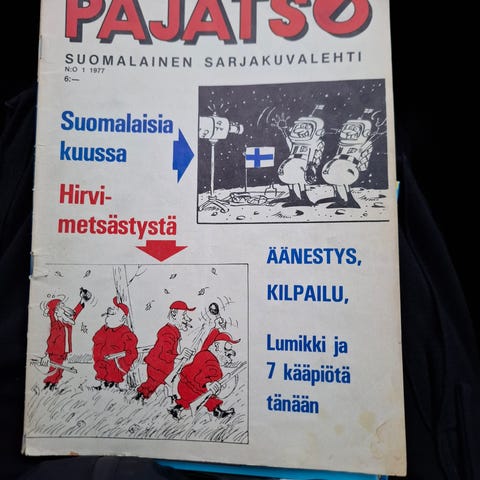 PAJATSO
SUOMALAINEN SARJAKUVALEHTI
N:O 1 1977
6:—
Suomalaisia
kuussa
Hirvi-
metsästystä
ÄÄNESTYS,
KILPAILU,
Lumikki ja
7 kääpiötä
tänään